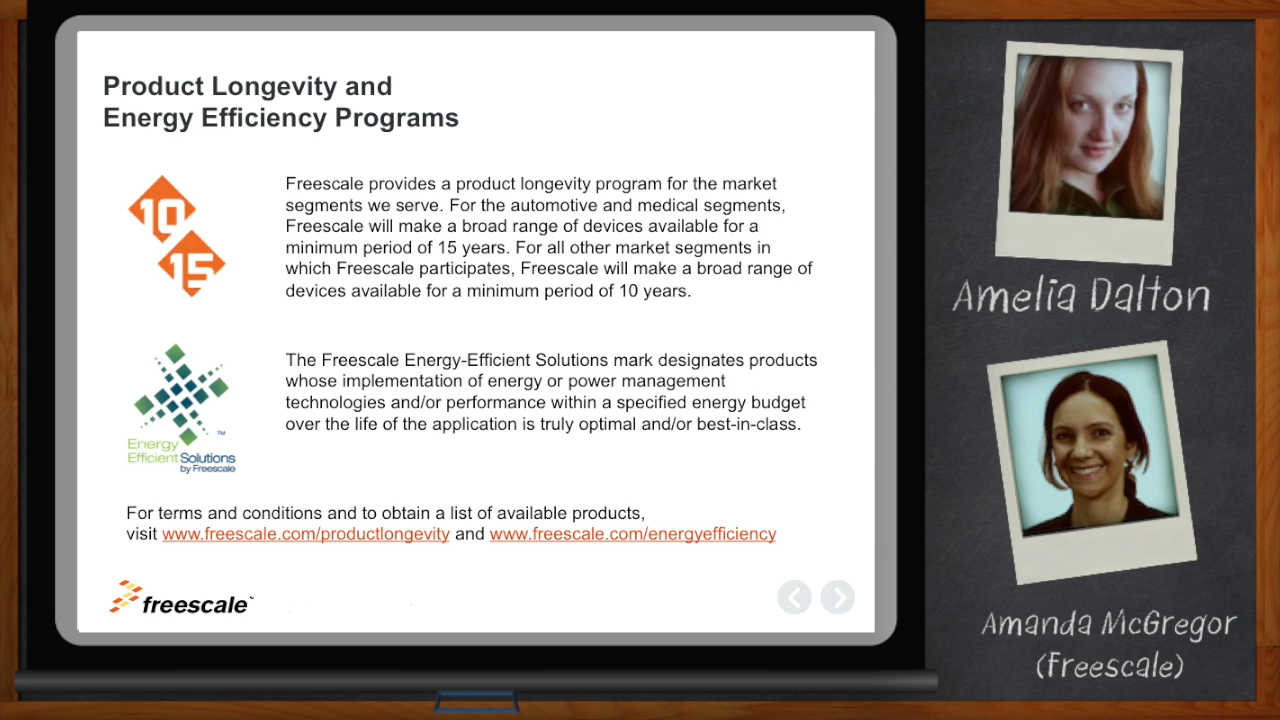 Product Longevity and
Energy Efficiency Programs
10
15
Freescale provides a product longevity program for the market
segments we serve. For the automotive and medical segments,
Freescale will make a broad range of devices available for a
minimum period of 15 years. For all other market segments in
which Freescale participates, Freescale will make a broad range of
devices available for a minimum period of 10 years.
The Freescale Energy-Efficient Solutions mark designates products
whose implementation of energy or power management
technologies and/or performance within a specified energy budget
over the life of the application is truly optimal and/or best-in-class.
TM
Energy
Efficient Solutions
by Freescale
For terms and conditions and to obtain a list of available products,
visit www.freescale.com/productlongevity and www.freescale.com/energyefficiency
freescale
Amelia Dalton
Amanda McGregor
(Freescale)